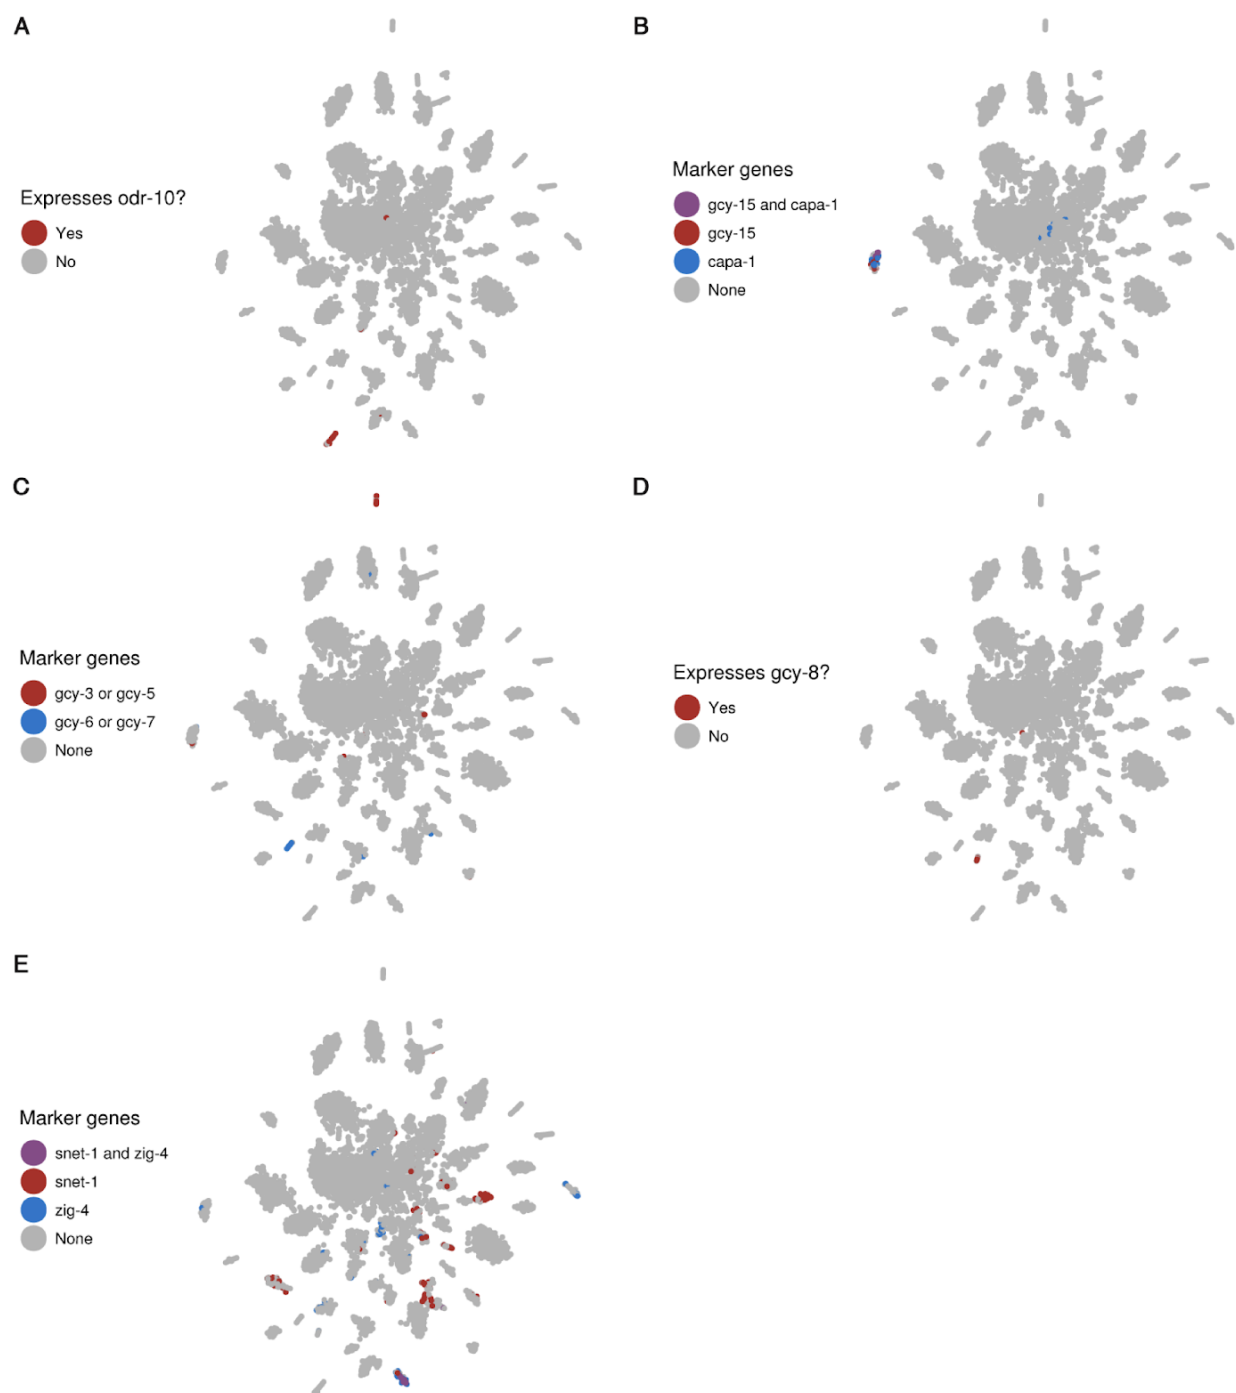 A
Expresses odr-10?
Yes
No
B
Marker genes
gcy-15 and capa-1
gcy-15
capa-1
None
C
Marker genes
gcy-3 or gcy-5
gcy-6 or gcy-7
None
D
Expresses gcy-8?
Yes
No
E
Marker genes
snet-1 and zig-4
snet-1
zig-4
None